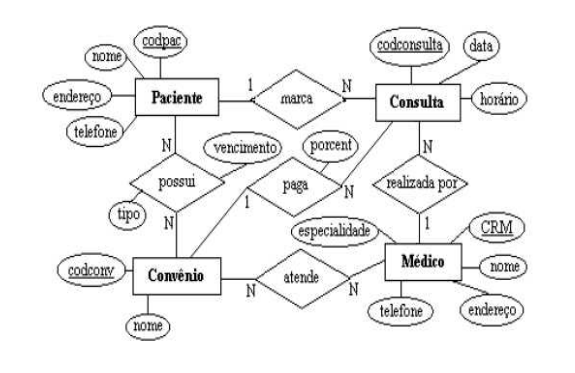 codpac
codconsulta
data
nome
Paciente
1
marca
N
Consulta
horário
endereço
telefone
N
vencimento
porcent
N
possui
paga
realizada por
1
N
tipo
N
especialidade
1
CRM
codconv
Convênio
N
atende
N
Médico
nome
nome
telefone
endereço